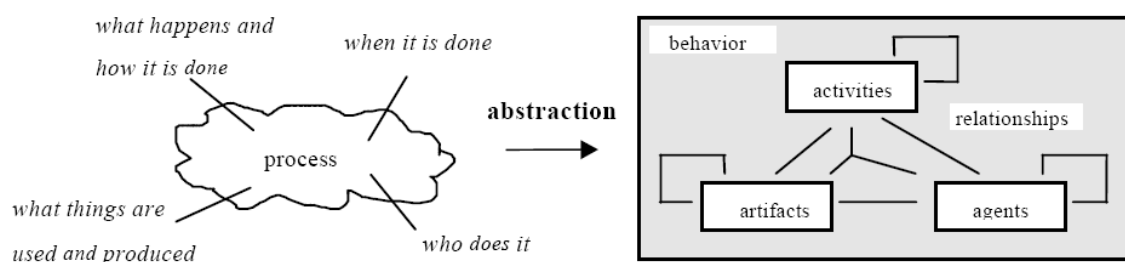 what happens and
how it is done
when it is done
process
what things are
used and produced
who does it
abstraction
behavior
activities
relationships
artifacts
agents